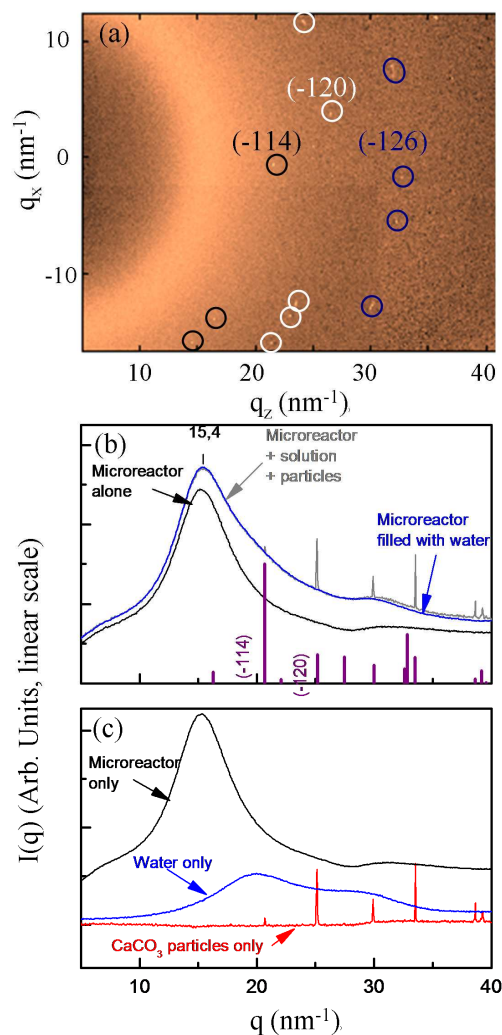 (a)
10
0
-10
qx (nm-1)
(-120)
(-114)
(-126)
10
20
30
40
qz (nm-1)
(b)
15,4
Microreactor
+ solution
+ particles
Microreactor
alone
Microreactor
filled with water
(-114)
(-120)
I(q) (Arb. Units, linear scale)
(c)
Microreactor
only
Water only
CaCO3 particles only
10
20
30
40
q (nm-1)